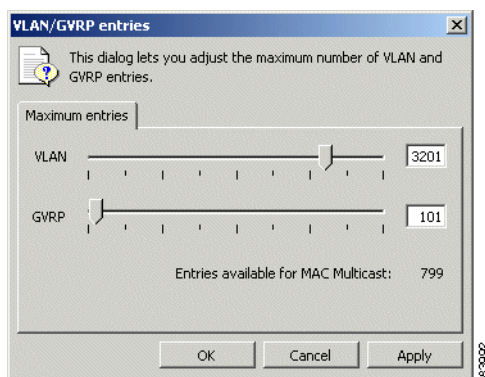 VLAN/GVRP entries
This dialog lets you adjust the maximum number of VLAN and
GVRP entries.
Maximum entries
VLAN 3201
GVRP 101
Entries available for MAC Multicast: 799
OK Cancel Apply
83992